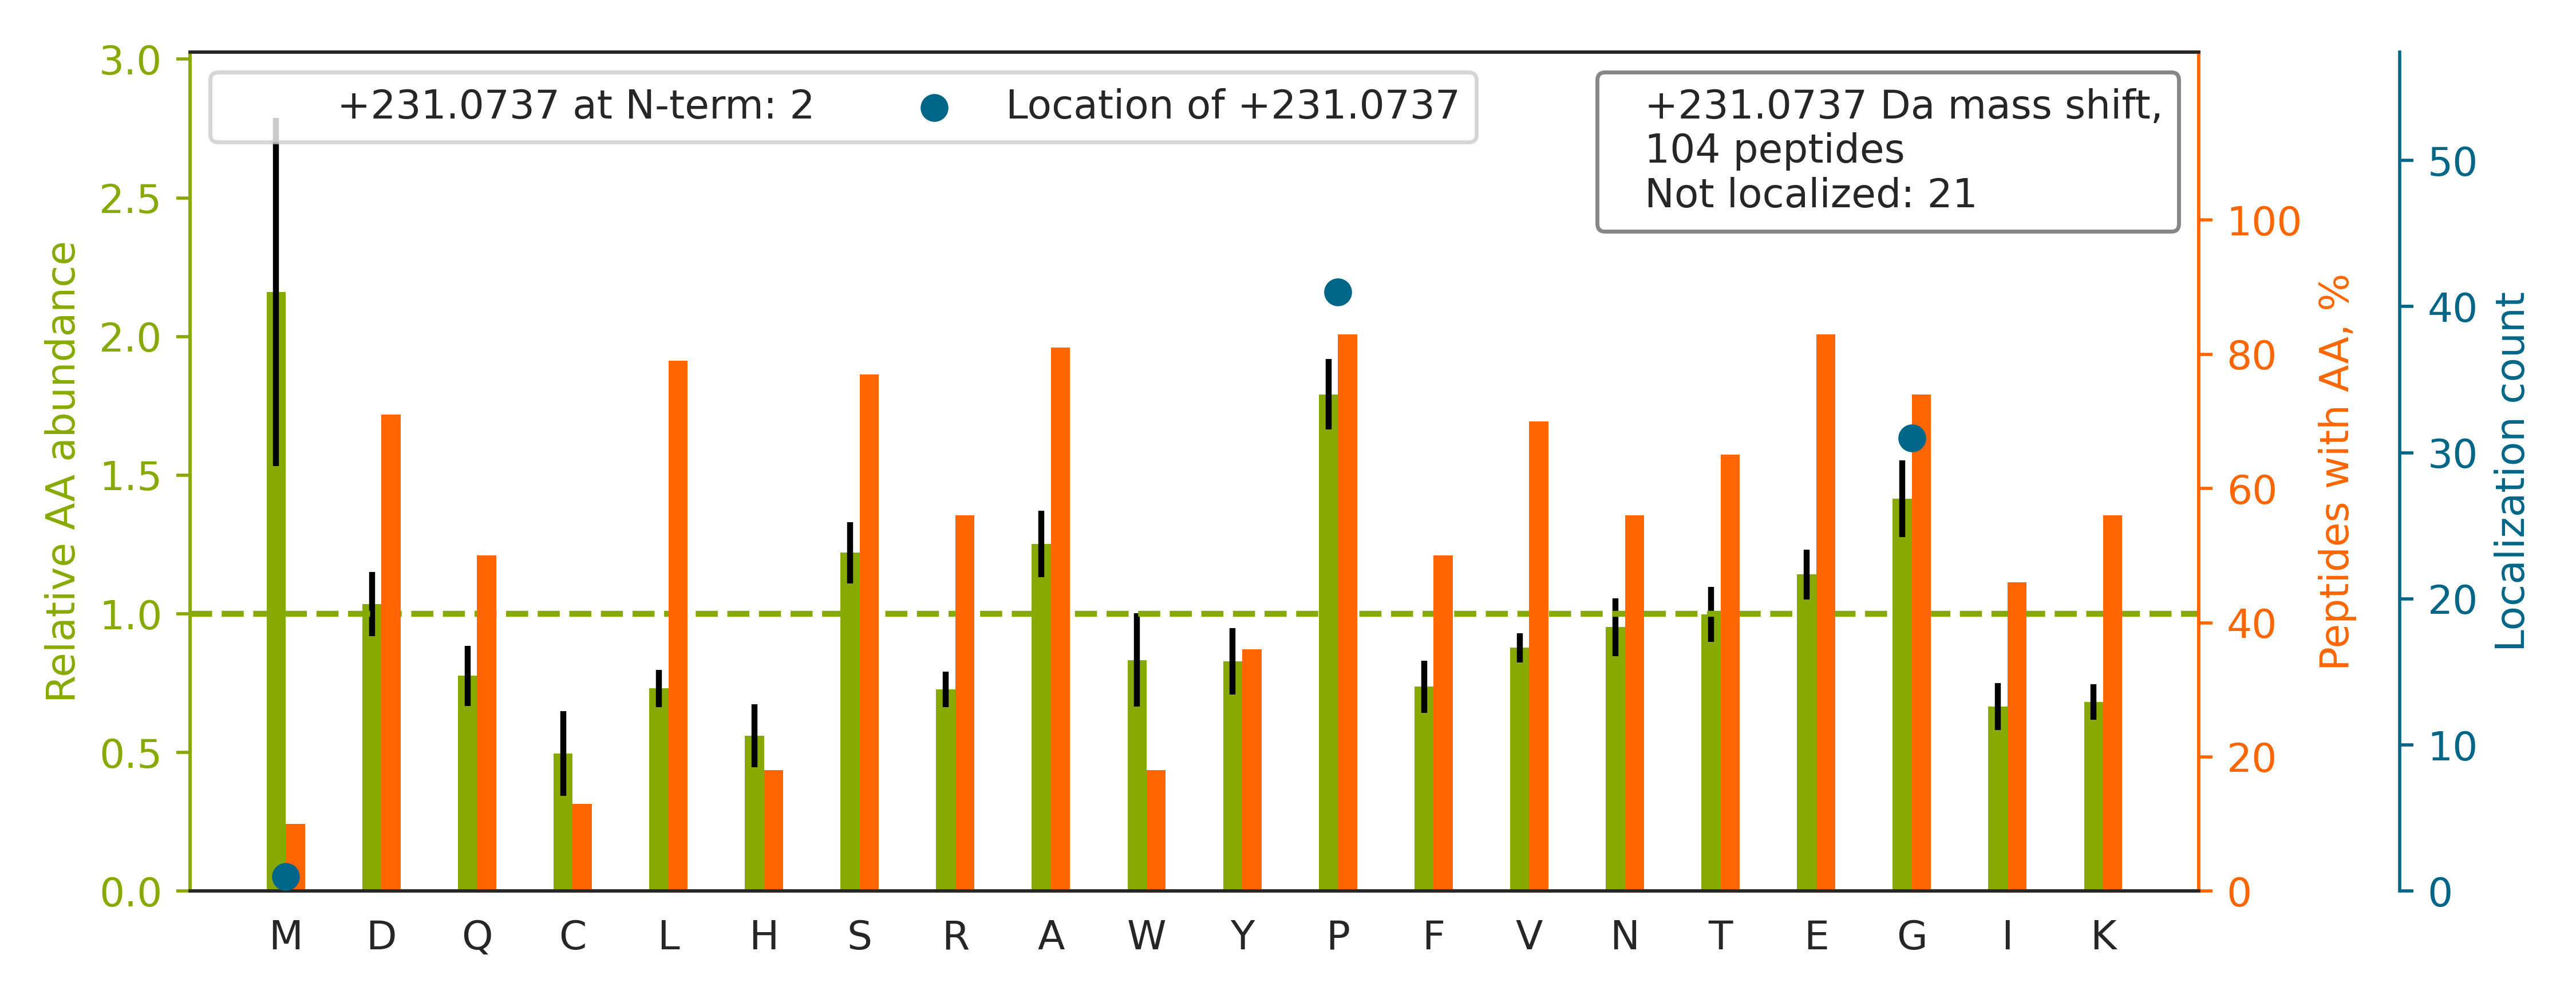 +231.0737 at N-term: 2
Location of +231.0737
+231.0737 Da mass shift,
104 peptides
Not localized: 21
Relative AA abundance
3.0
2.5
2.0
1.5
1.0
0.5
0.0
M D Q C L H S R A W Y P F V N T E G I K
100
80
60
40
20
0
Peptides with AA, %
50
40
30
20
10
0
Localization count